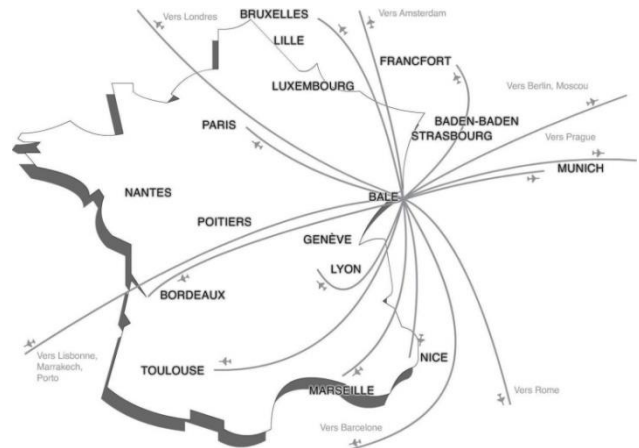 BRUXELLES
Vers Londres
Vers Amsterdam
LILLE
FRANCFORT
LUXEMBOURG
Vers Berlin, Moscou
PARIS
BADEN-BADEN
STRASBOURG
Vers Prague
MUNICH
NANTES
BALE
POITIERS
GENÈVE
LYON
BORDEAUX
Vers Lisbonne,
Marrakech,
Porto
NICE
TOULOUSE
MARSEILLE
Vers Rome
Vers Barcelone